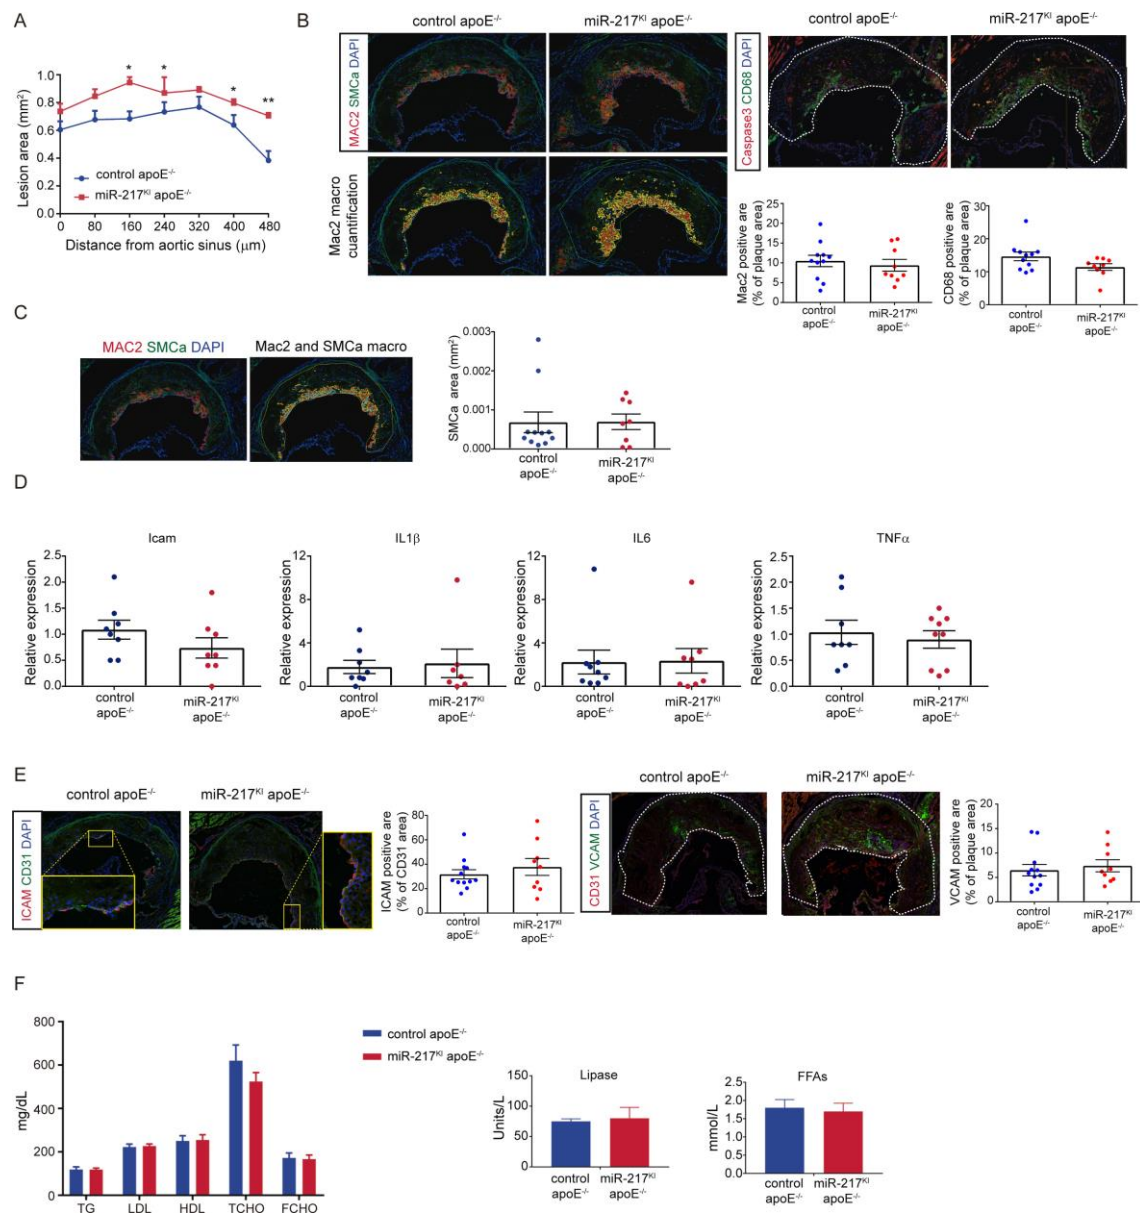 A
Lesion area (mm²)
1.0
0.8
0.6
0.4
0.2
0.0
* * * **
control apoE⁻/⁻
miR-217ᴷᴵ apoE⁻/⁻
0 80 160 240 320 400 480
Distance from aortic sinus (μm)
B
control apoE⁻/⁻ miR-217ᴷᴵ apoE⁻/⁻
MAC2 SMCa DAPI
Mac2 macro
cuantification
control apoE⁻/⁻ miR-217ᴷᴵ apoE⁻/⁻
Caspase3 CD68 DAPI
Mac2 positive are
(% of plaque area)
25
20
15
10
5
0
control
apoE⁻/⁻
miR-217ᴷᴵ
apoE⁻/⁻
CD68 positive are
(% of plaque area)
30
20
10
0
control
apoE⁻/⁻
miR-217ᴷᴵ
apoE⁻/⁻
C
MAC2 SMCa DAPI
Mac2 and SMCa macro
SMCa area (mm²)
0.003
0.002
0.001
0.000
control
apoE⁻/⁻
miR-217ᴷᴵ
apoE⁻/⁻
D
Icam
Relative expression
2.5
2.0
1.5
1.0
0.5
0.0
control
apoE⁻/⁻
miR-217ᴷᴵ
apoE⁻/⁻
IL1β
Relative expression
12
8
4
0
control
apoE⁻/⁻
miR-217ᴷᴵ
apoE⁻/⁻
IL6
Relative expression
12
8
4
0
control
apoE⁻/⁻
miR-217ᴷᴵ
apoE⁻/⁻
TNFα
Relative expression
2.5
2.0
1.5
1.0
0.5
0.0
control
apoE⁻/⁻
miR-217ᴷᴵ
apoE⁻/⁻
E
control apoE⁻/⁻ miR-217ᴷᴵ apoE⁻/⁻
ICAM CD31 DAPI
ICAM positive are
(% of CD31 area)
80
60
40
20
0
control
apoE⁻/⁻
miR-217ᴷᴵ
apoE⁻/⁻
control apoE⁻/⁻ miR-217ᴷᴵ apoE⁻/⁻
CD31 VCAM DAPI
VCAM positive are
(% of plaque area)
20
15
10
5
0
control
apoE⁻/⁻
miR-217ᴷᴵ
apoE⁻/⁻
F
mg/dL
800
600
400
200
0
TG LDL HDL TCHO FCHO
control apoE⁻/⁻
miR-217ᴷᴵ apoE⁻/⁻
Lipase
Units/L
150
100
50
0
control
apoE⁻/⁻
miR-217ᴷᴵ
apoE⁻/⁻
FFAs
mmol/L
2.5
2.0
1.5
1.0
0.5
0.0
control
apoE⁻/⁻
miR-217ᴷᴵ
apoE⁻/⁻